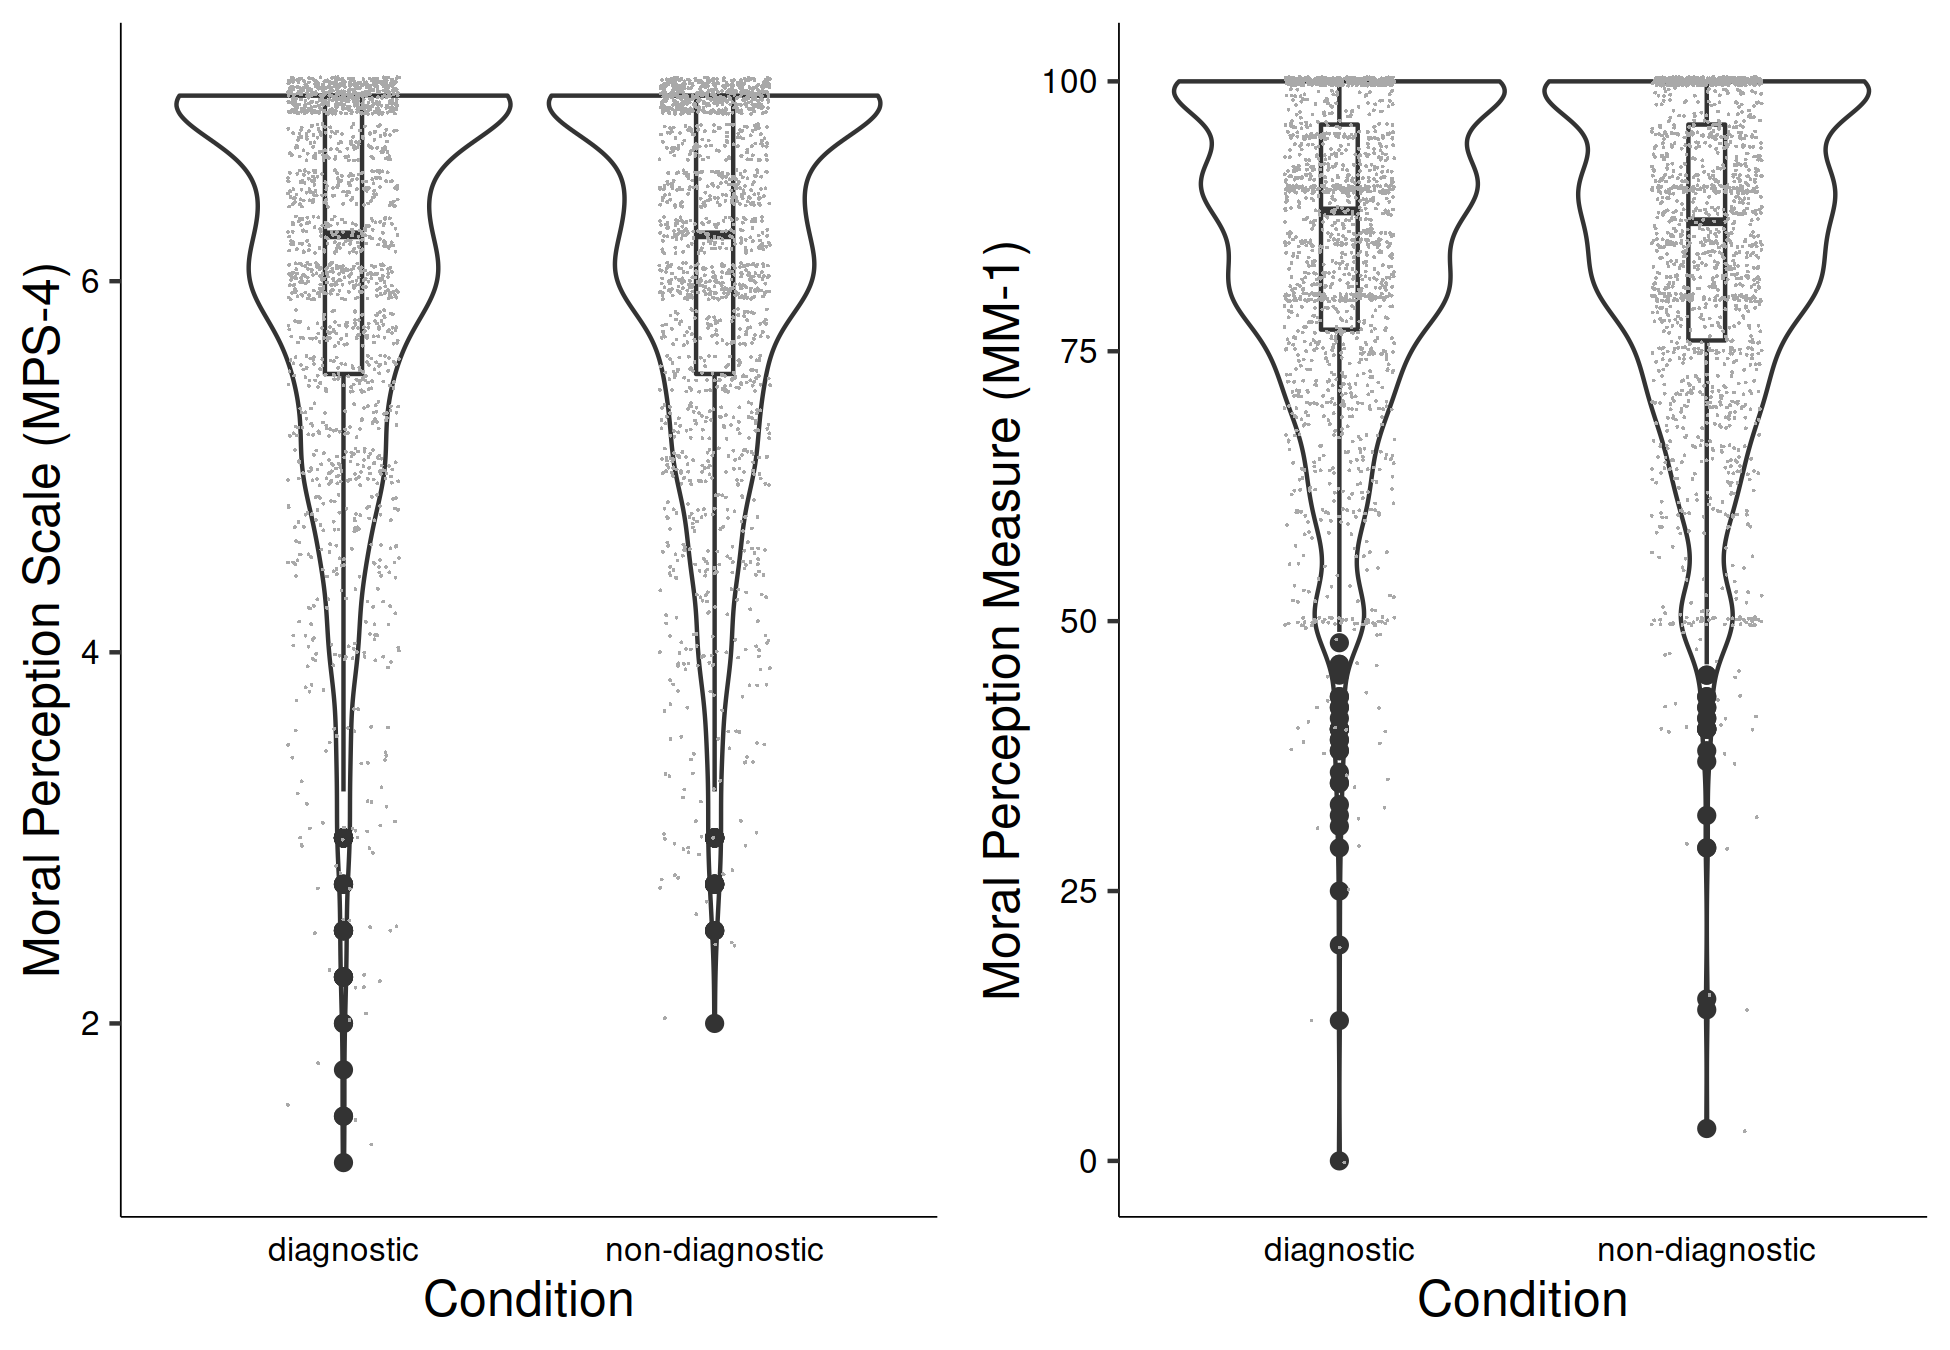 Moral Perception Scale (MPS-4)
6
4
2
diagnostic
non-diagnostic
Condition
Moral Perception Measure (MM-1)
100
75
50
25
0
diagnostic
non-diagnostic
Condition